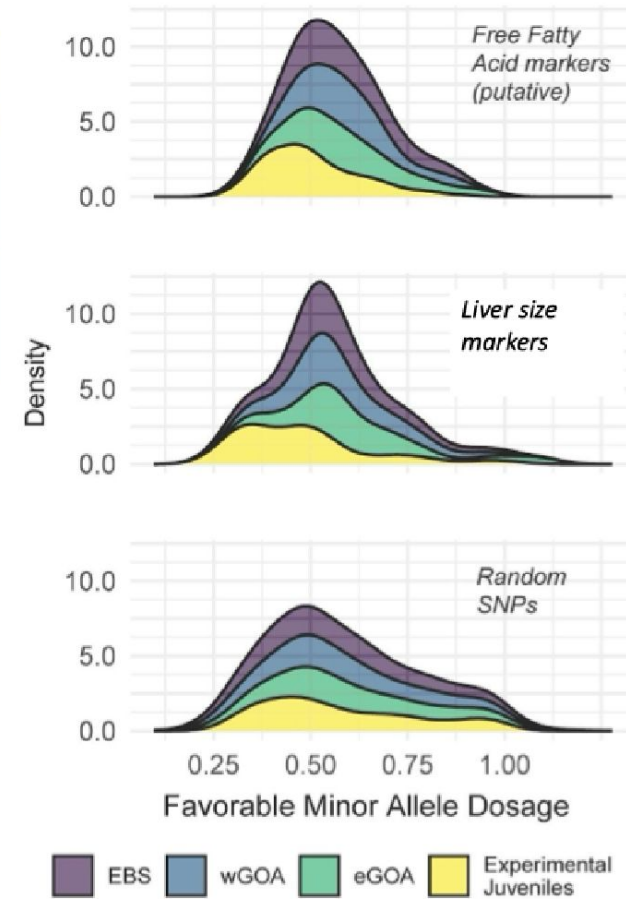 Free Fatty
Acid markers
(putative)
10.0
5.0
0.0
Liver size
markers
10.0
5.0
0.0
Density
Random
SNPs
10.0
5.0
0.0
0.25 0.50 0.75 1.00
Favorable Minor Allele Dosage
EBS wGOA eGOA Experimental
Juveniles